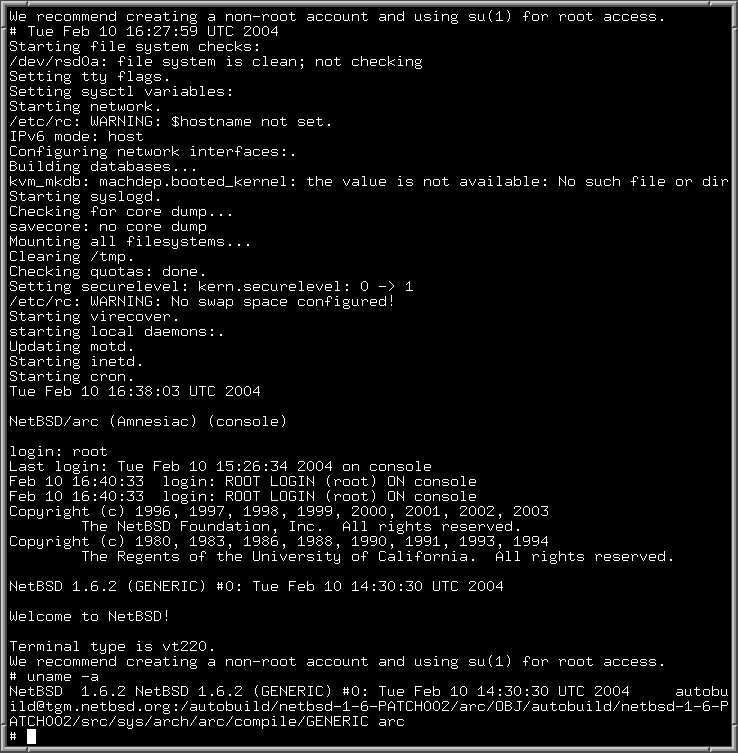 We recommend creating a non-root account and using su(1) for root access.
# Tue Feb 10 16:27:59 UTC 2004
Starting file system checks:
/dev/rsd0a: file system is clean; not checking
Setting tty flags.
Setting sysctl variables:
Starting network.
/etc/rc: WARNING: $hostname not set.
IPv6 mode: host
Configuring network interfaces:.
Building databases...
kvm_mkdb: machdep.booted_kernel: the value is not available: No such file or dir
Starting syslogd.
Checking for core dump...
savecore: no core dump
Mounting all filesystems...
Clearing /tmp.
Checking quotas: done.
Setting securelevel: kern.securelevel: 0 -> 1
/etc/rc: WARNING: No swap space configured!
Starting virecover.
starting local daemons:.
Updating motd.
Starting inetd.
Starting cron.
Tue Feb 10 16:38:03 UTC 2004
NetBSD/arc (Amnesiac) (console)
login: root
Last login: Tue Feb 10 15:26:34 2004 on console
Feb 10 16:40:33  login: ROOT LOGIN (root) ON console
Feb 10 16:40:33  login: ROOT LOGIN (root) ON console
Copyright (c) 1996, 1997, 1998, 1999, 2000, 2001, 2002, 2003
The NetBSD Foundation, Inc.  All rights reserved.
Copyright (c) 1980, 1983, 1986, 1988, 1990, 1991, 1993, 1994
The Regents of the University of California.  All rights reserved.
NetBSD 1.6.2 (GENERIC) #0: Tue Feb 10 14:30:30 UTC 2004
Welcome to NetBSD!
Terminal type is vt220.
We recommend creating a non-root account and using su(1) for root access.
# uname -a
NetBSD  1.6.2 NetBSD 1.6.2 (GENERIC) #0: Tue Feb 10 14:30:30 UTC 2004     autobu
ild@tgm.netbsd.org:/autobuild/netbsd-1-6-PATCH002/arc/OBJ/autobuild/netbsd-1-6-P
ATCH002/src/sys/arch/arc/compile/GENERIC arc
#